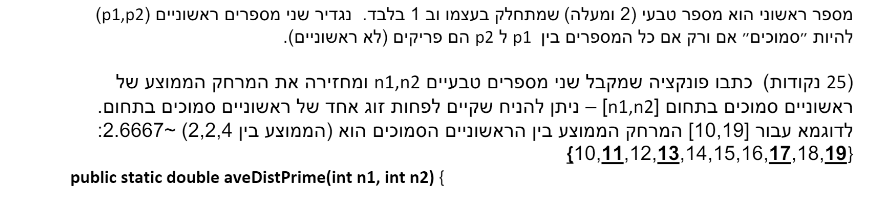 מספר ראשוני הוא מספר טבעי (2 ומעלה) שמתחלק בעצמו וב 1 בלבד. נגדיר שני מספרים ראשוניים (p1,p2)
להיות "סמוכים" אם ורק אם כל המספרים בין p1 ל p2 הם פריקים (לא ראשוניים).
(25 נקודות) כתבו פונקציה שמקבל שני מספרים טבעיים n1,n2 ומחזירה את המרחק הממוצע של
ראשוניים סמוכים בתחום [n1,n2] – ניתן להניח שקיים לפחות זוג אחד של ראשוניים סמוכים בתחום.
לדוגמא עבור [10,19] המרחק הממוצע בין הראשוניים הסמוכים הוא (הממוצע בין 2,2,4) ~2.6667:
{10,11,12,13,14,15,16,17,18,19}
public static double aveDistPrime(int n1, int n2) {